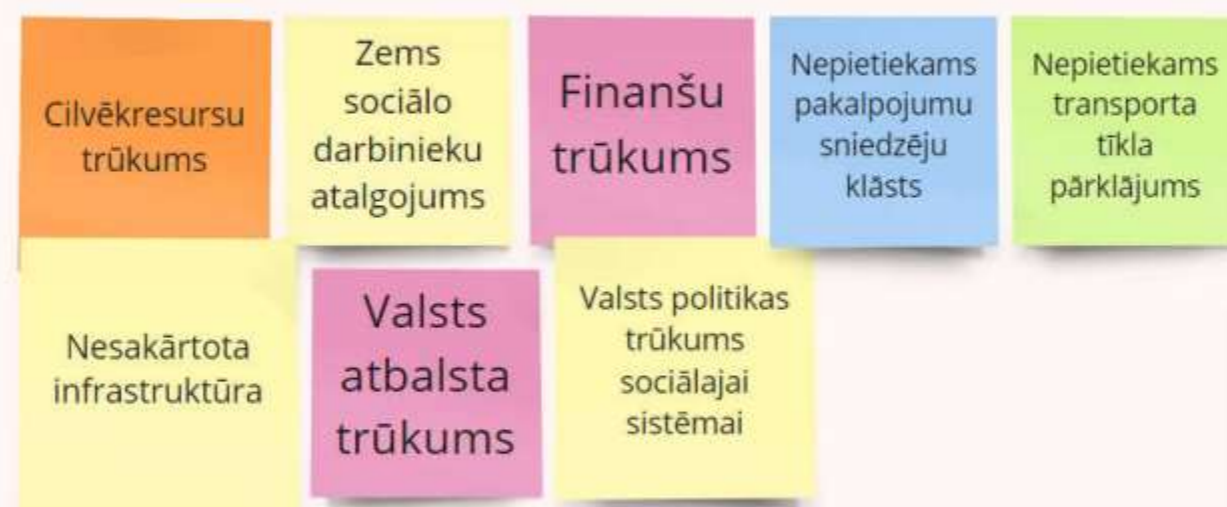 Cilvēkresursu
trūkums
Zems
sociālo
darbinieku
atalgojums
Finanšu
trūkums
Nepietiekams
pakalpojumu
sniedzēju
klāsts
Nepietiekams
transporta
tīkla
pārklājums
Nesakārtota
infrastruktūra
Valsts
atbalsta
trūkums
Valsts politikas
trūkums
sociālajai
sistēmai